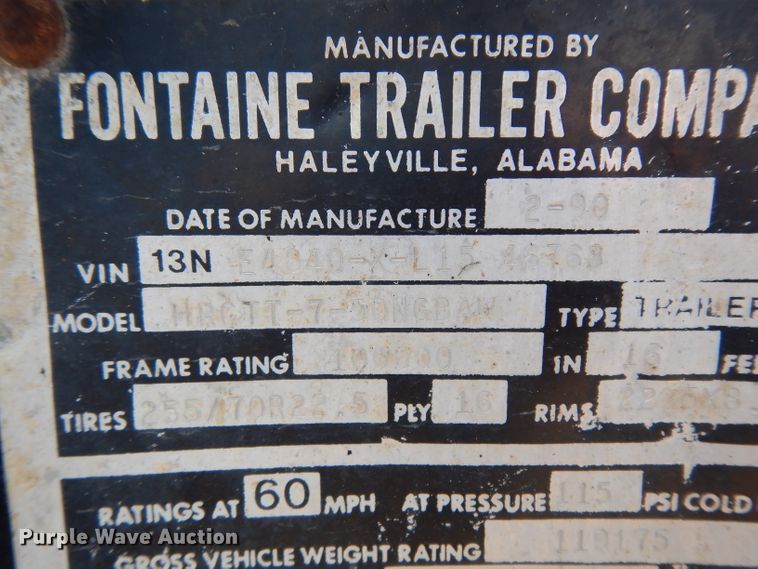 MANUFACTURED BY
FONTAINE TRAILER COMPA
HALEYVILLE, ALABAMA
DATE OF MANUFACTURE 2-90
VIN 13N
MODEL TYPE TRAILER
FRAME RATING 100700 IN 16 FE
TIRES 255/70R22.5 PLY 16 RIMS
RATINGS AT 60 MPH AT PRESSURE 115 PSI COLD
GROSS VEHICLE WEIGHT RATING 110175
Purple Wave Auction